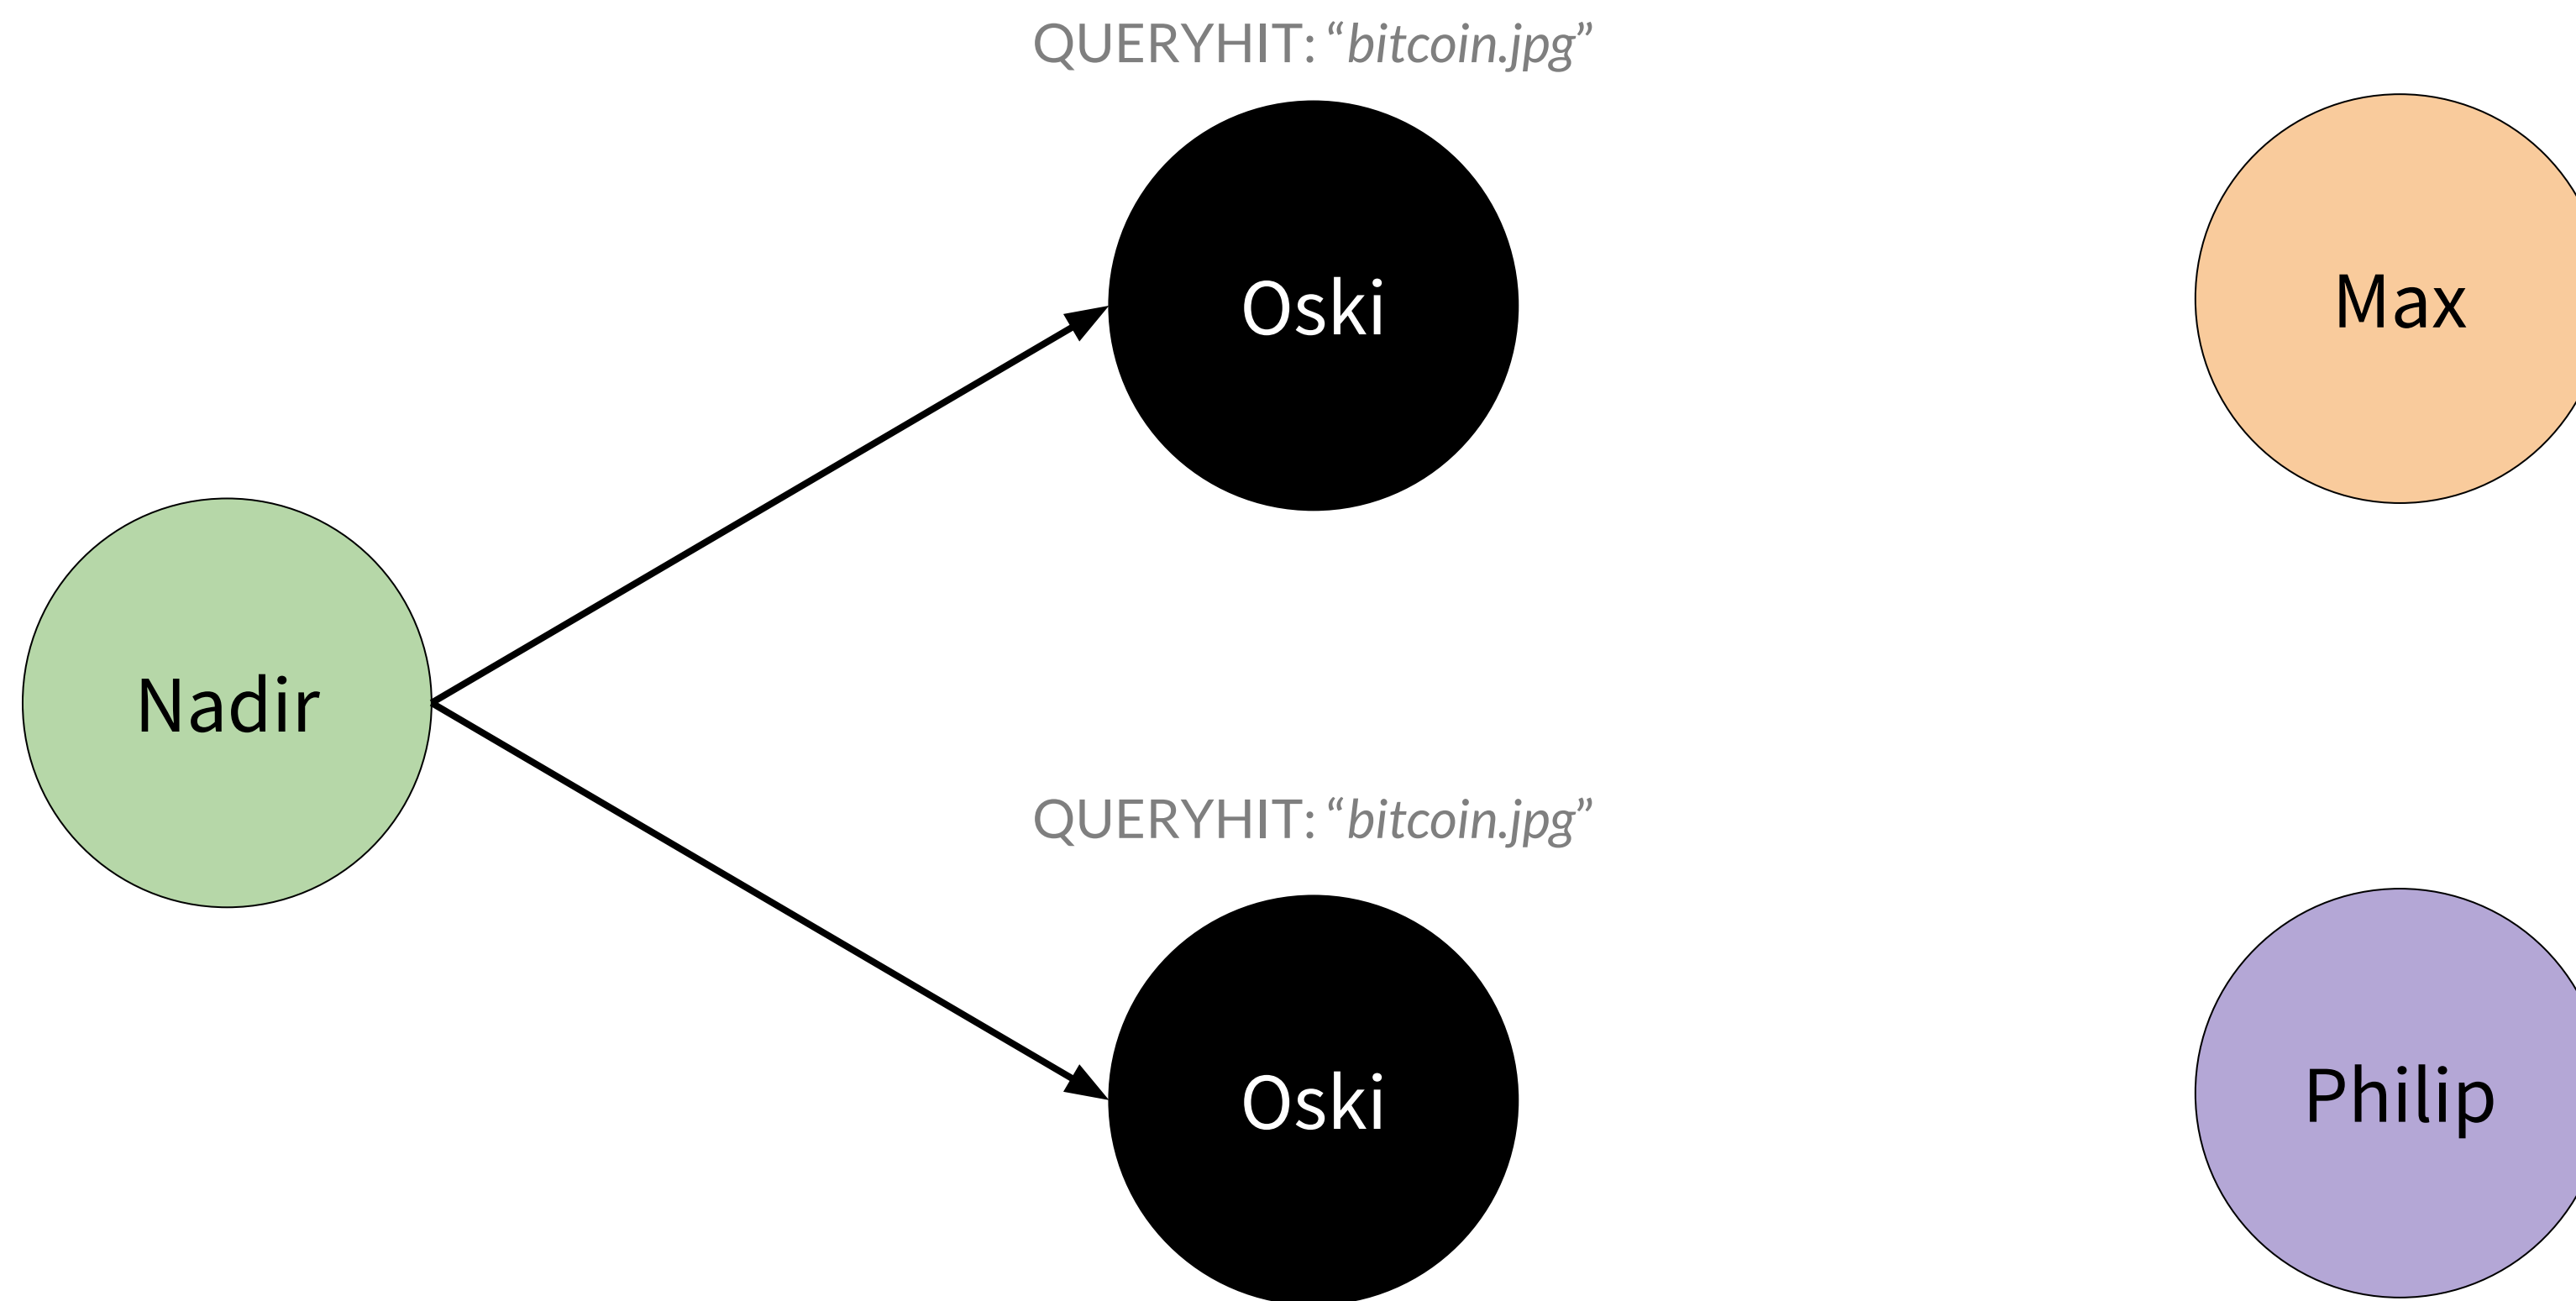 QUERYHIT: “bitcoin.jpg”
Oski
Max
Nadir
QUERYHIT: “bitcoin.jpg”
Oski
Philip